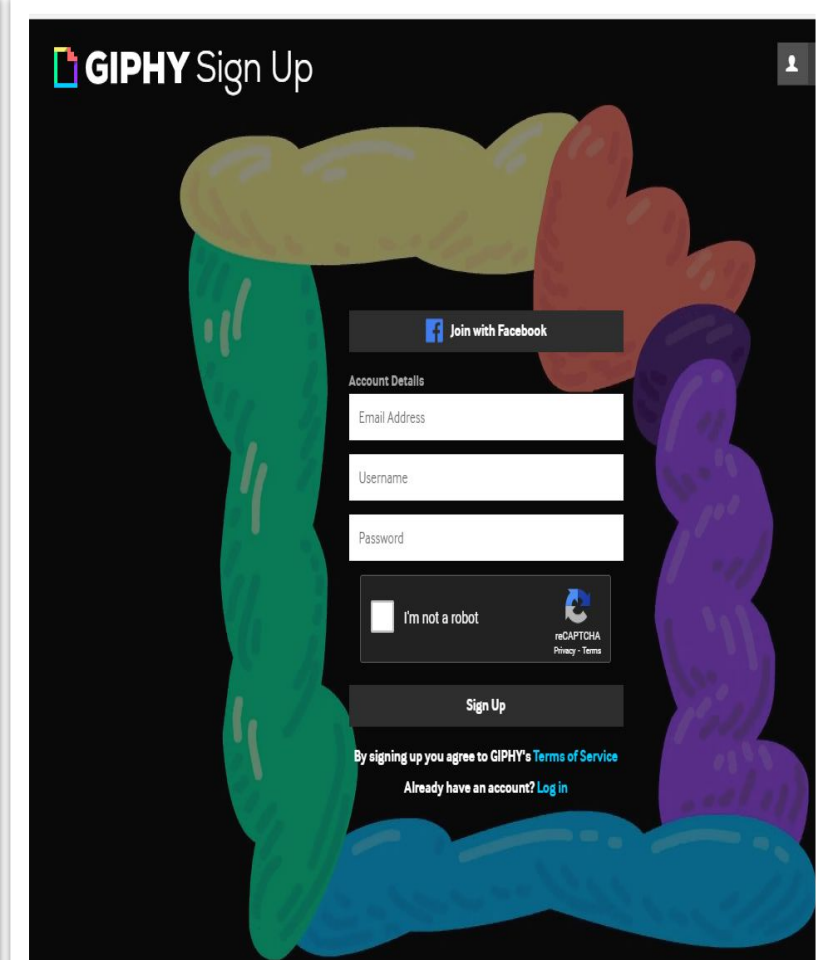 GIPHY Sign Up
Join with Facebook
Account Details
Email Address
Username
Password
I'm not a robot
reCAPTCHA
Privacy - Terms
Sign Up
By signing up you agree to GIPHY's Terms of Service
Already have an account? Log in